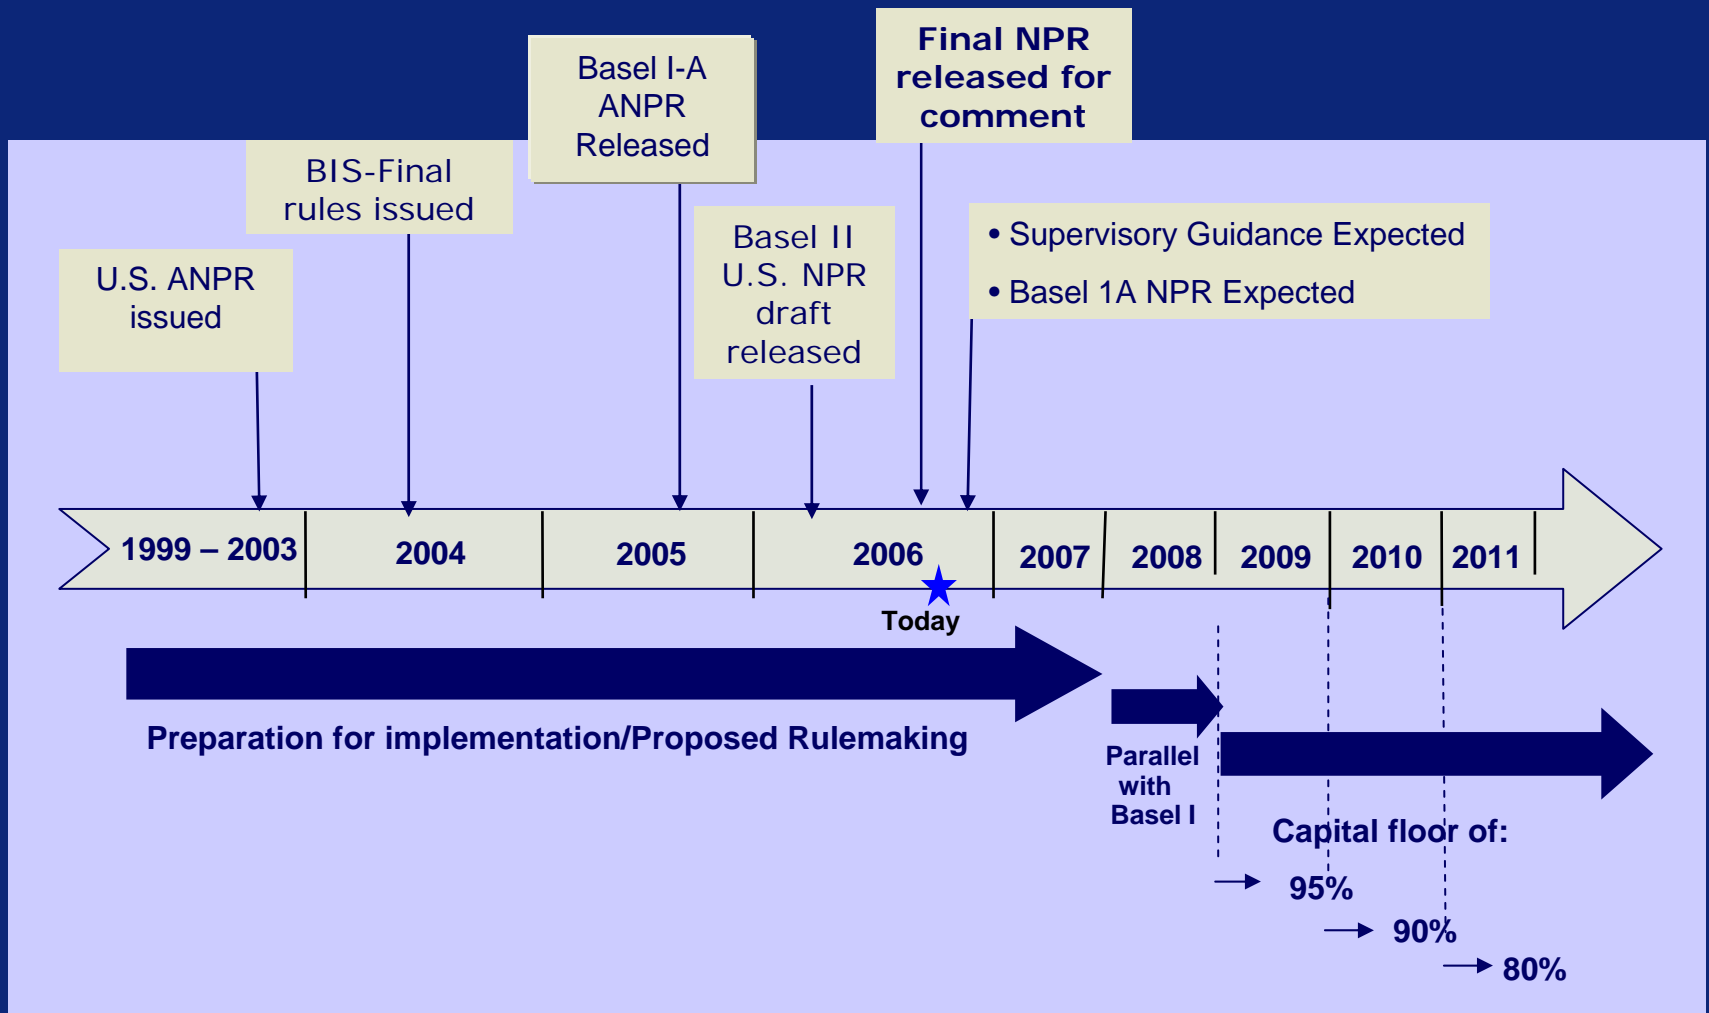 U.S. ANPR
issued
BIS-Final
rules issued
Basel I-A
ANPR
Released
Basel II
U.S. NPR
draft
released
Final NPR
released for
comment
• Supervisory Guidance Expected
• Basel 1A NPR Expected
1999 – 2003
2004
2005
2006
2007
2008
2009
2010
2011
Today
Preparation for implementation/Proposed Rulemaking
Parallel
with
Basel I
Capital floor of:
95%
90%
80%